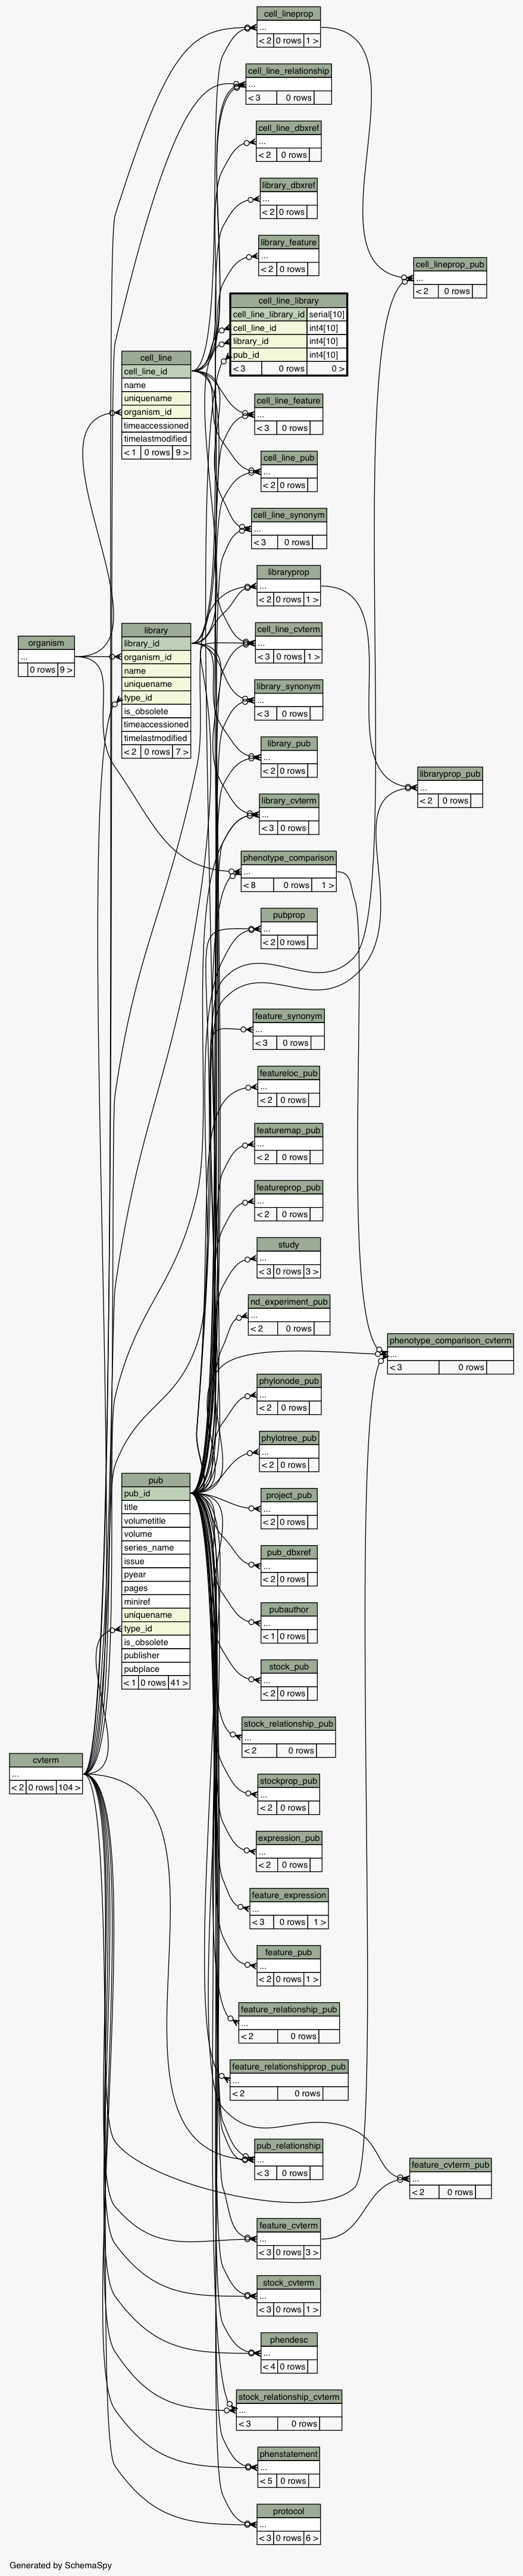 cell_lineprop
...
< 2 0 rows 1 >
cell_line_relationship
...
< 3 0 rows
cell_line_dbxref
...
< 2 0 rows
library_dbxref
...
< 2 0 rows
library_feature
...
< 2 0 rows
cell_lineprop_pub
...
< 2 0 rows
cell_line_library
cell_line_library_id serial[10]
cell_line_id int4[10]
library_id int4[10]
pub_id int4[10]
< 3 0 rows 0 >
cell_line
cell_line_id
name
uniquename
organism_id
timeaccessioned
timelastmodified
< 1 0 rows 9 >
cell_line_feature
...
< 3 0 rows
cell_line_pub
...
< 2 0 rows
cell_line_synonym
...
< 3 0 rows
libraryprop
...
< 2 0 rows 1 >
organism
...
0 rows 9 >
library
library_id
organism_id
name
uniquename
type_id
is_obsolete
timeaccessioned
timelastmodified
< 2 0 rows 7 >
cell_line_cvterm
...
< 3 0 rows 1 >
library_synonym
...
< 3 0 rows
library_pub
...
< 2 0 rows
libraryprop_pub
...
< 2 0 rows
library_cvterm
...
< 3 0 rows
phenotype_comparison
...
< 8 0 rows 1 >
pubprop
...
< 2 0 rows
feature_synonym
...
< 3 0 rows
featureloc_pub
...
< 2 0 rows
featuremap_pub
...
< 2 0 rows
featureprop_pub
...
< 2 0 rows
study
...
< 3 0 rows 3 >
nd_experiment_pub
...
< 2 0 rows
phenotype_comparison_cvterm
...
< 3 0 rows
phylonode_pub
...
< 2 0 rows
phylotree_pub
...
< 2 0 rows
pub
pub_id
title
volumetitle
volume
series_name
issue
pyear
pages
miniref
uniquename
type_id
is_obsolete
publisher
pubplace
< 1 0 rows 41 >
project_pub
...
< 2 0 rows
pub_dbxref
...
< 2 0 rows
pubauthor
...
< 1 0 rows
stock_pub
...
< 2 0 rows
stock_relationship_pub
...
< 2 0 rows
cvterm
...
< 2 0 rows 104 >
stockprop_pub
...
< 2 0 rows
expression_pub
...
< 2 0 rows
feature_expression
...
< 3 0 rows 1 >
feature_pub
...
< 2 0 rows 1 >
feature_relationship_pub
...
< 2 0 rows
feature_relationshipprop_pub
...
< 2 0 rows
pub_relationship
...
< 3 0 rows
feature_cvterm_pub
...
< 2 0 rows
feature_cvterm
...
< 3 0 rows 3 >
stock_cvterm
...
< 3 0 rows 1 >
phendesc
...
< 4 0 rows
stock_relationship_cvterm
...
< 3 0 rows
phenstatement
...
< 5 0 rows
protocol
...
< 3 0 rows 6 >
Generated by SchemaSpy